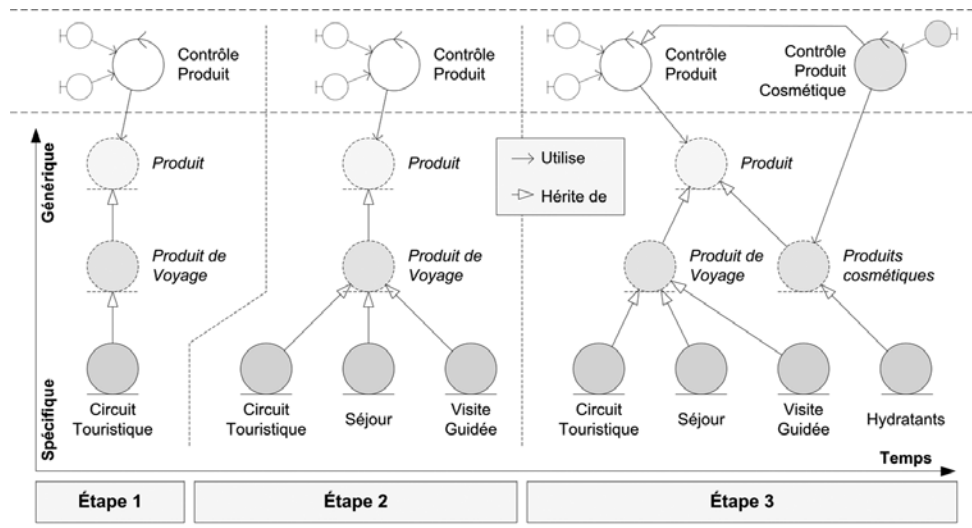 Contrôle
Produit
Contrôle
Produit
Contrôle
Produit
Contrôle
Produit
Cosmétique
Générique
Spécifique
Produit
Produit de
Voyage
Circuit
Touristique
Produit
Produit de
Voyage
Circuit
Touristique
Séjour
Visite
Guidée
Utilise
Hérite de
Produit
Produit de
Voyage
Produits
cosmétiques
Circuit
Touristique
Séjour
Visite
Guidée
Hydratants
Temps
Étape 1
Étape 2
Étape 3